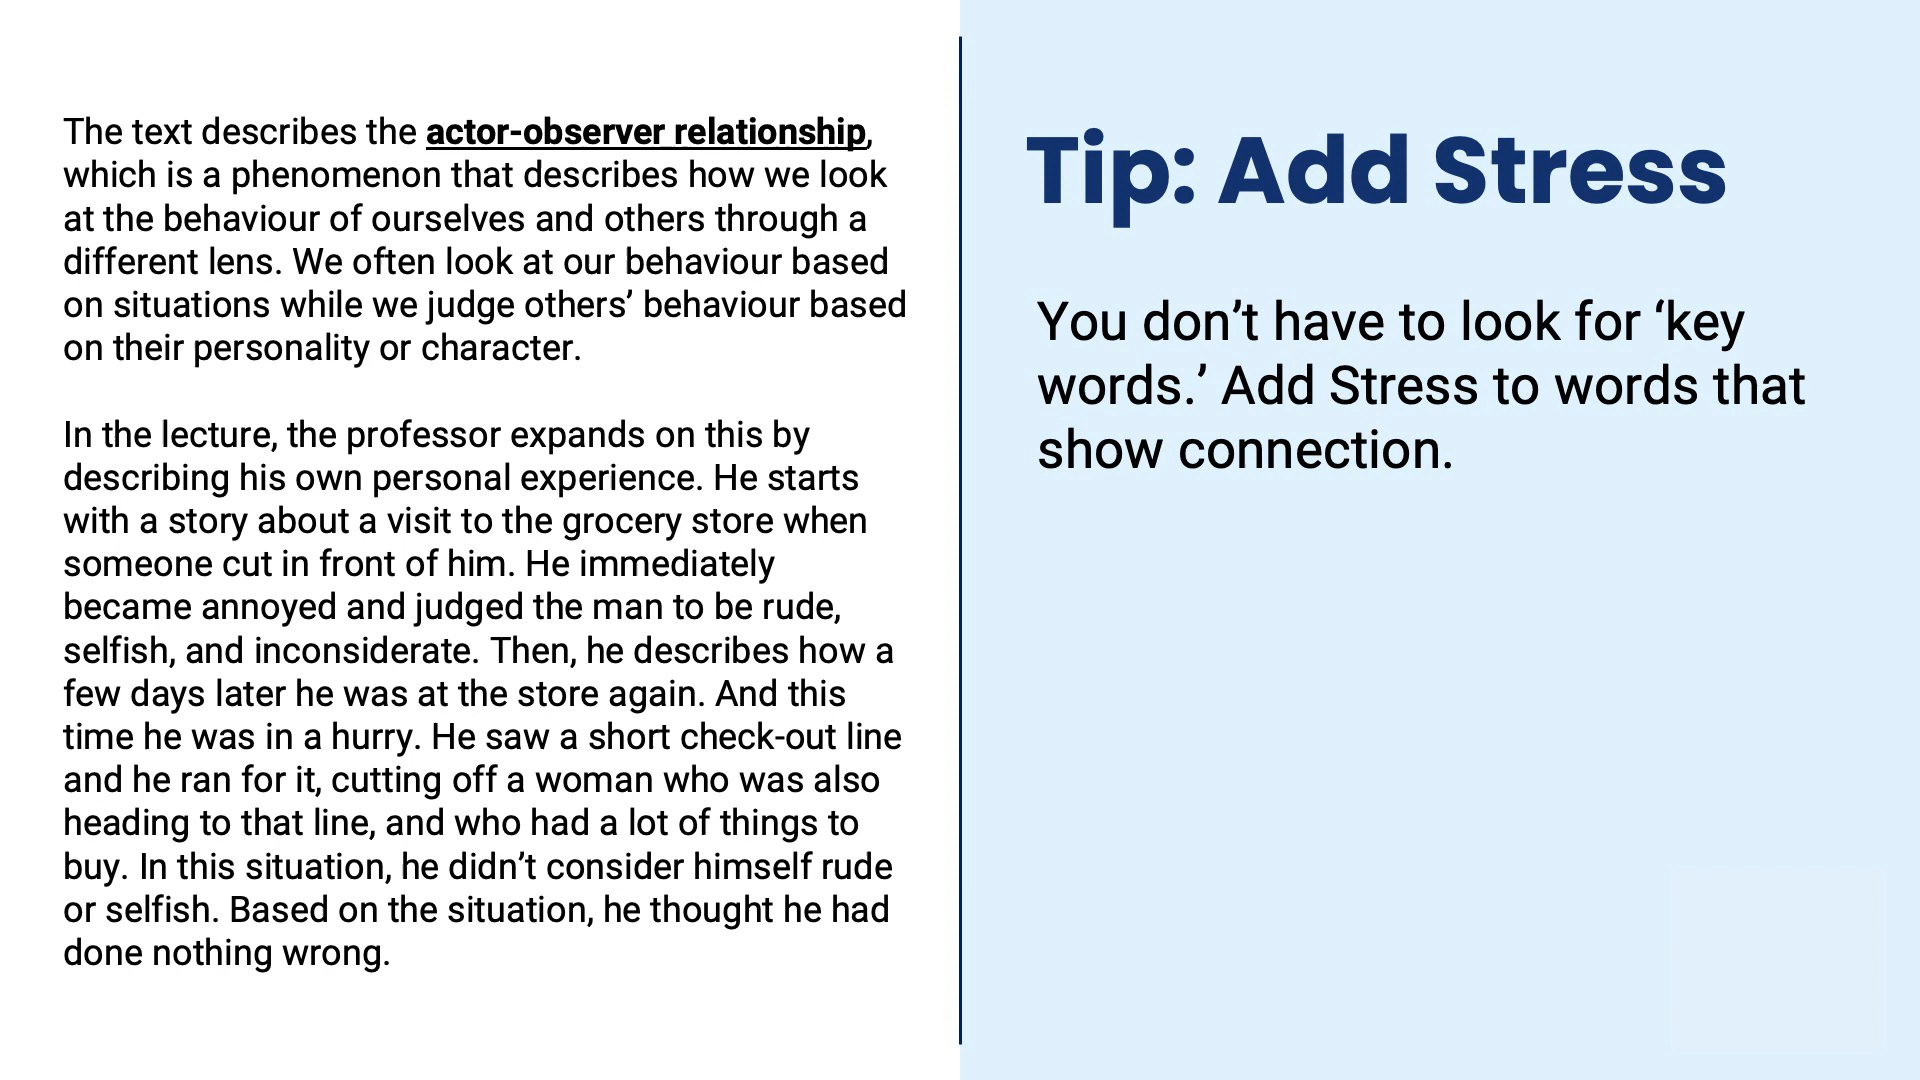 The text describes the actor-observer relationship,
which is a phenomenon that describes how we look
at the behaviour of ourselves and others through a
different lens. We often look at our behaviour based
on situations while we judge others’ behaviour based
on their personality or character.
In the lecture, the professor expands on this by
describing his own personal experience. He starts
with a story about a visit to the grocery store when
someone cut in front of him. He immediately
became annoyed and judged the man to be rude,
selfish, and inconsiderate. Then, he describes how a
few days later he was at the store again. And this
time he was in a hurry. He saw a short check-out line
and he ran for it, cutting off a woman who was also
heading to that line, and who had a lot of things to
buy. In this situation, he didn’t consider himself rude
or selfish. Based on the situation, he thought he had
done nothing wrong.
Tip: Add Stress
You don’t have to look for ‘key
words.’ Add Stress to words that
show connection.